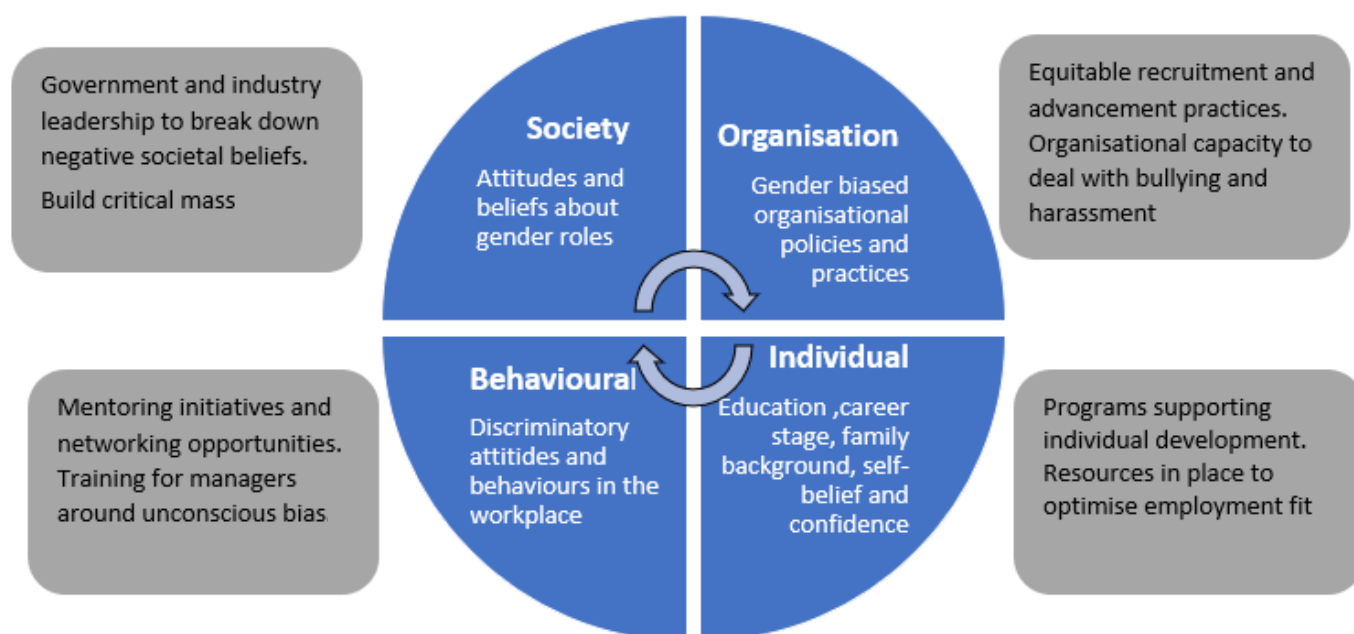 Government and industry
leadership to break down
negative societal beliefs.
Build critical mass
Society
Attitudes and
beliefs about
gender roles
Organisation
Gender biased
organisational
policies and
practices
Equitable recruitment and
advancement practices.
Organisational capacity to
deal with bullying and
harassment
Mentoring initiatives and
networking opportunities.
Training for managers
around unconscious bias.
Behavioural
Discriminatory
attitides and
behaviours in the
workplace
Individual
Education ,career
stage, family
background, self-
belief and
confidence
Programs supporting
individual development.
Resources in place to
optimise employment fit